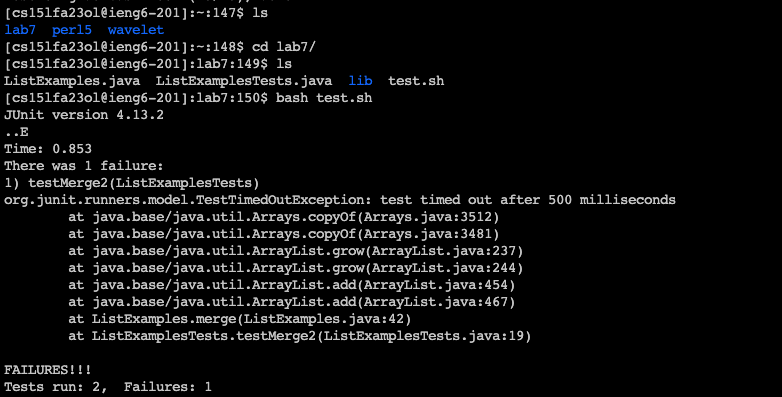 [cs15lfa23ol@ieng6-201]:~:147$ ls
lab7  perl5  wavelet
[cs15lfa23ol@ieng6-201]:~:148$ cd lab7/
[cs15lfa23ol@ieng6-201]:lab7:149$ ls
ListExamples.java  ListExamplesTests.java  lib  test.sh
[cs15lfa23ol@ieng6-201]:lab7:150$ bash test.sh
JUnit version 4.13.2
..E
Time: 0.853
There was 1 failure:
1) testMerge2(ListExamplesTests)
org.junit.runners.model.TestTimedOutException: test timed out after 500 milliseconds
        at java.base/java.util.Arrays.copyOf(Arrays.java:3512)
        at java.base/java.util.Arrays.copyOf(Arrays.java:3481)
        at java.base/java.util.ArrayList.grow(ArrayList.java:237)
        at java.base/java.util.ArrayList.grow(ArrayList.java:244)
        at java.base/java.util.ArrayList.add(ArrayList.java:454)
        at java.base/java.util.ArrayList.add(ArrayList.java:467)
        at ListExamples.merge(ListExamples.java:42)
        at ListExamplesTests.testMerge2(ListExamplesTests.java:19)
FAILURES!!!
Tests run: 2,  Failures: 1